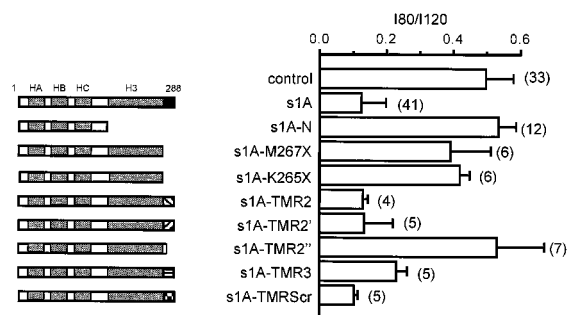 I80/I120
0.0 0.2 0.4 0.6
1 HA HB HC H3 288
control (33)
s1A (41)
s1A-N (12)
s1A-M267X (6)
s1A-K265X (6)
s1A-TMR2 (4)
s1A-TMR2' (5)
s1A-TMR2'' (7)
s1A-TMR3 (5)
s1A-TMRScr (5)